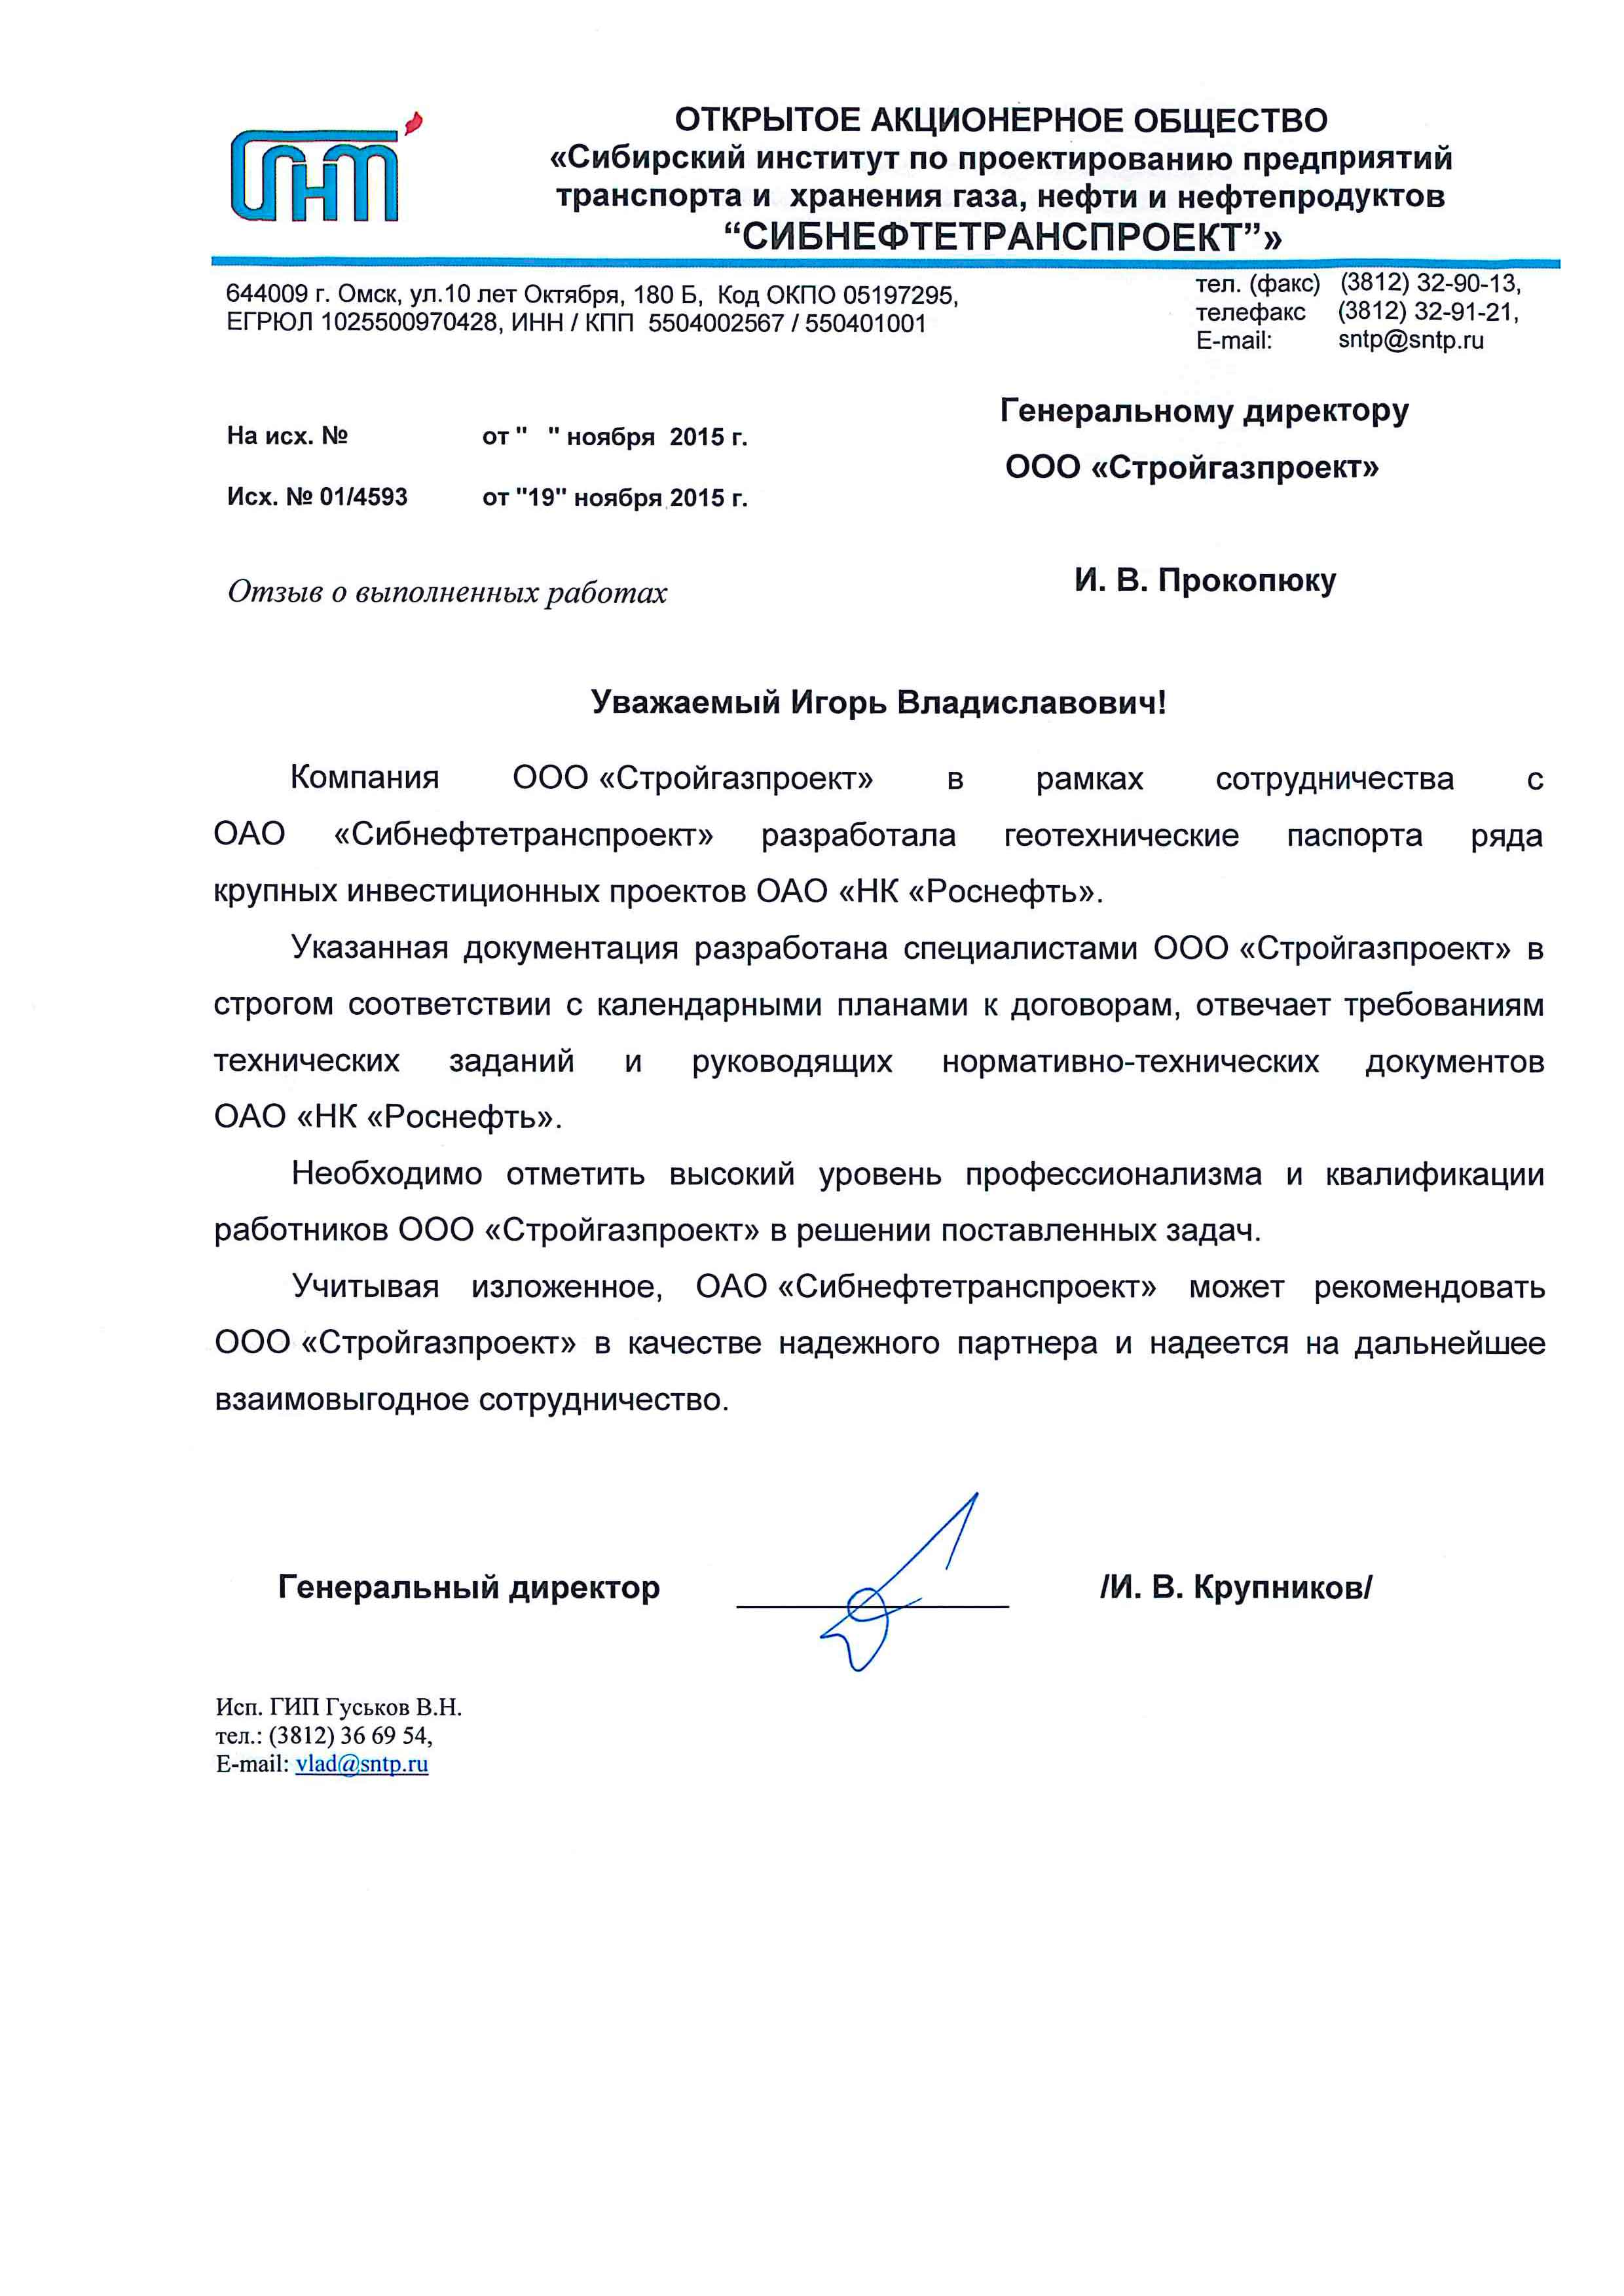 СНТ
ОТКРЫТОЕ АКЦИОНЕРНОЕ ОБЩЕСТВО
«Сибирский институт по проектированию предприятий
транспорта и хранения газа, нефти и нефтепродуктов
“СИБНЕФТЕТРАНСПРОЕКТ”»
644009 г. Омск, ул.10 лет Октября, 180 Б, Код ОКПО 05197295,
ЕГРЮЛ 1025500970428, ИНН / КПП 5504002567 / 550401001
тел. (факс) (3812) 32-90-13,
телефакс (3812) 32-91-21,
E-mail: sntp@sntp.ru
На исх. № от " " ноября 2015 г.
Исх. № 01/4593 от "19" ноября 2015 г.
Генеральному директору
ООО «Стройгазпроект»
И. В. Прокопюку
Отзыв о выполненных работах
Уважаемый Игорь Владиславович!
Компания ООО «Стройгазпроект» в рамках сотрудничества с
ОАО «Сибнефтетранспроект» разработала геотехнические паспорта ряда
крупных инвестиционных проектов ОАО «НК «Роснефть».
Указанная документация разработана специалистами ООО «Стройгазпроект» в
строгом соответствии с календарными планами к договорам, отвечает требованиям
технических заданий и руководящих нормативно-технических документов
ОАО «НК «Роснефть».
Необходимо отметить высокий уровень профессионализма и квалификации
работников ООО «Стройгазпроект» в решении поставленных задач.
Учитывая изложенное, ОАО «Сибнефтетранспроект» может рекомендовать
ООО «Стройгазпроект» в качестве надежного партнера и надеется на дальнейшее
взаимовыгодное сотрудничество.
Генеральный директор /И. В. Крупников/
Исп. ГИП Гуськов В.Н.
тел.: (3812) 36 69 54,
E-mail: vlad@sntp.ru